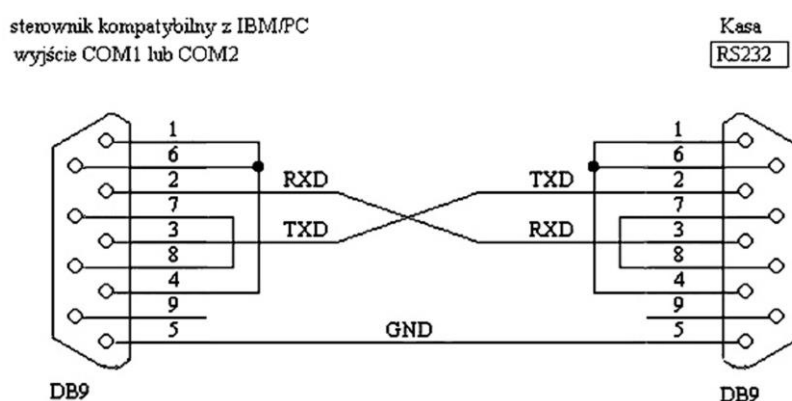 sterownik kompatybilny z IBM/PC
wyjście COM1 lub COM2
Kasa
RS232
1
6
2
7
3
8
4
9
5
RXD
TXD
TXD
RXD
GND
1
6
2
7
3
8
4
9
5
DB9
DB9